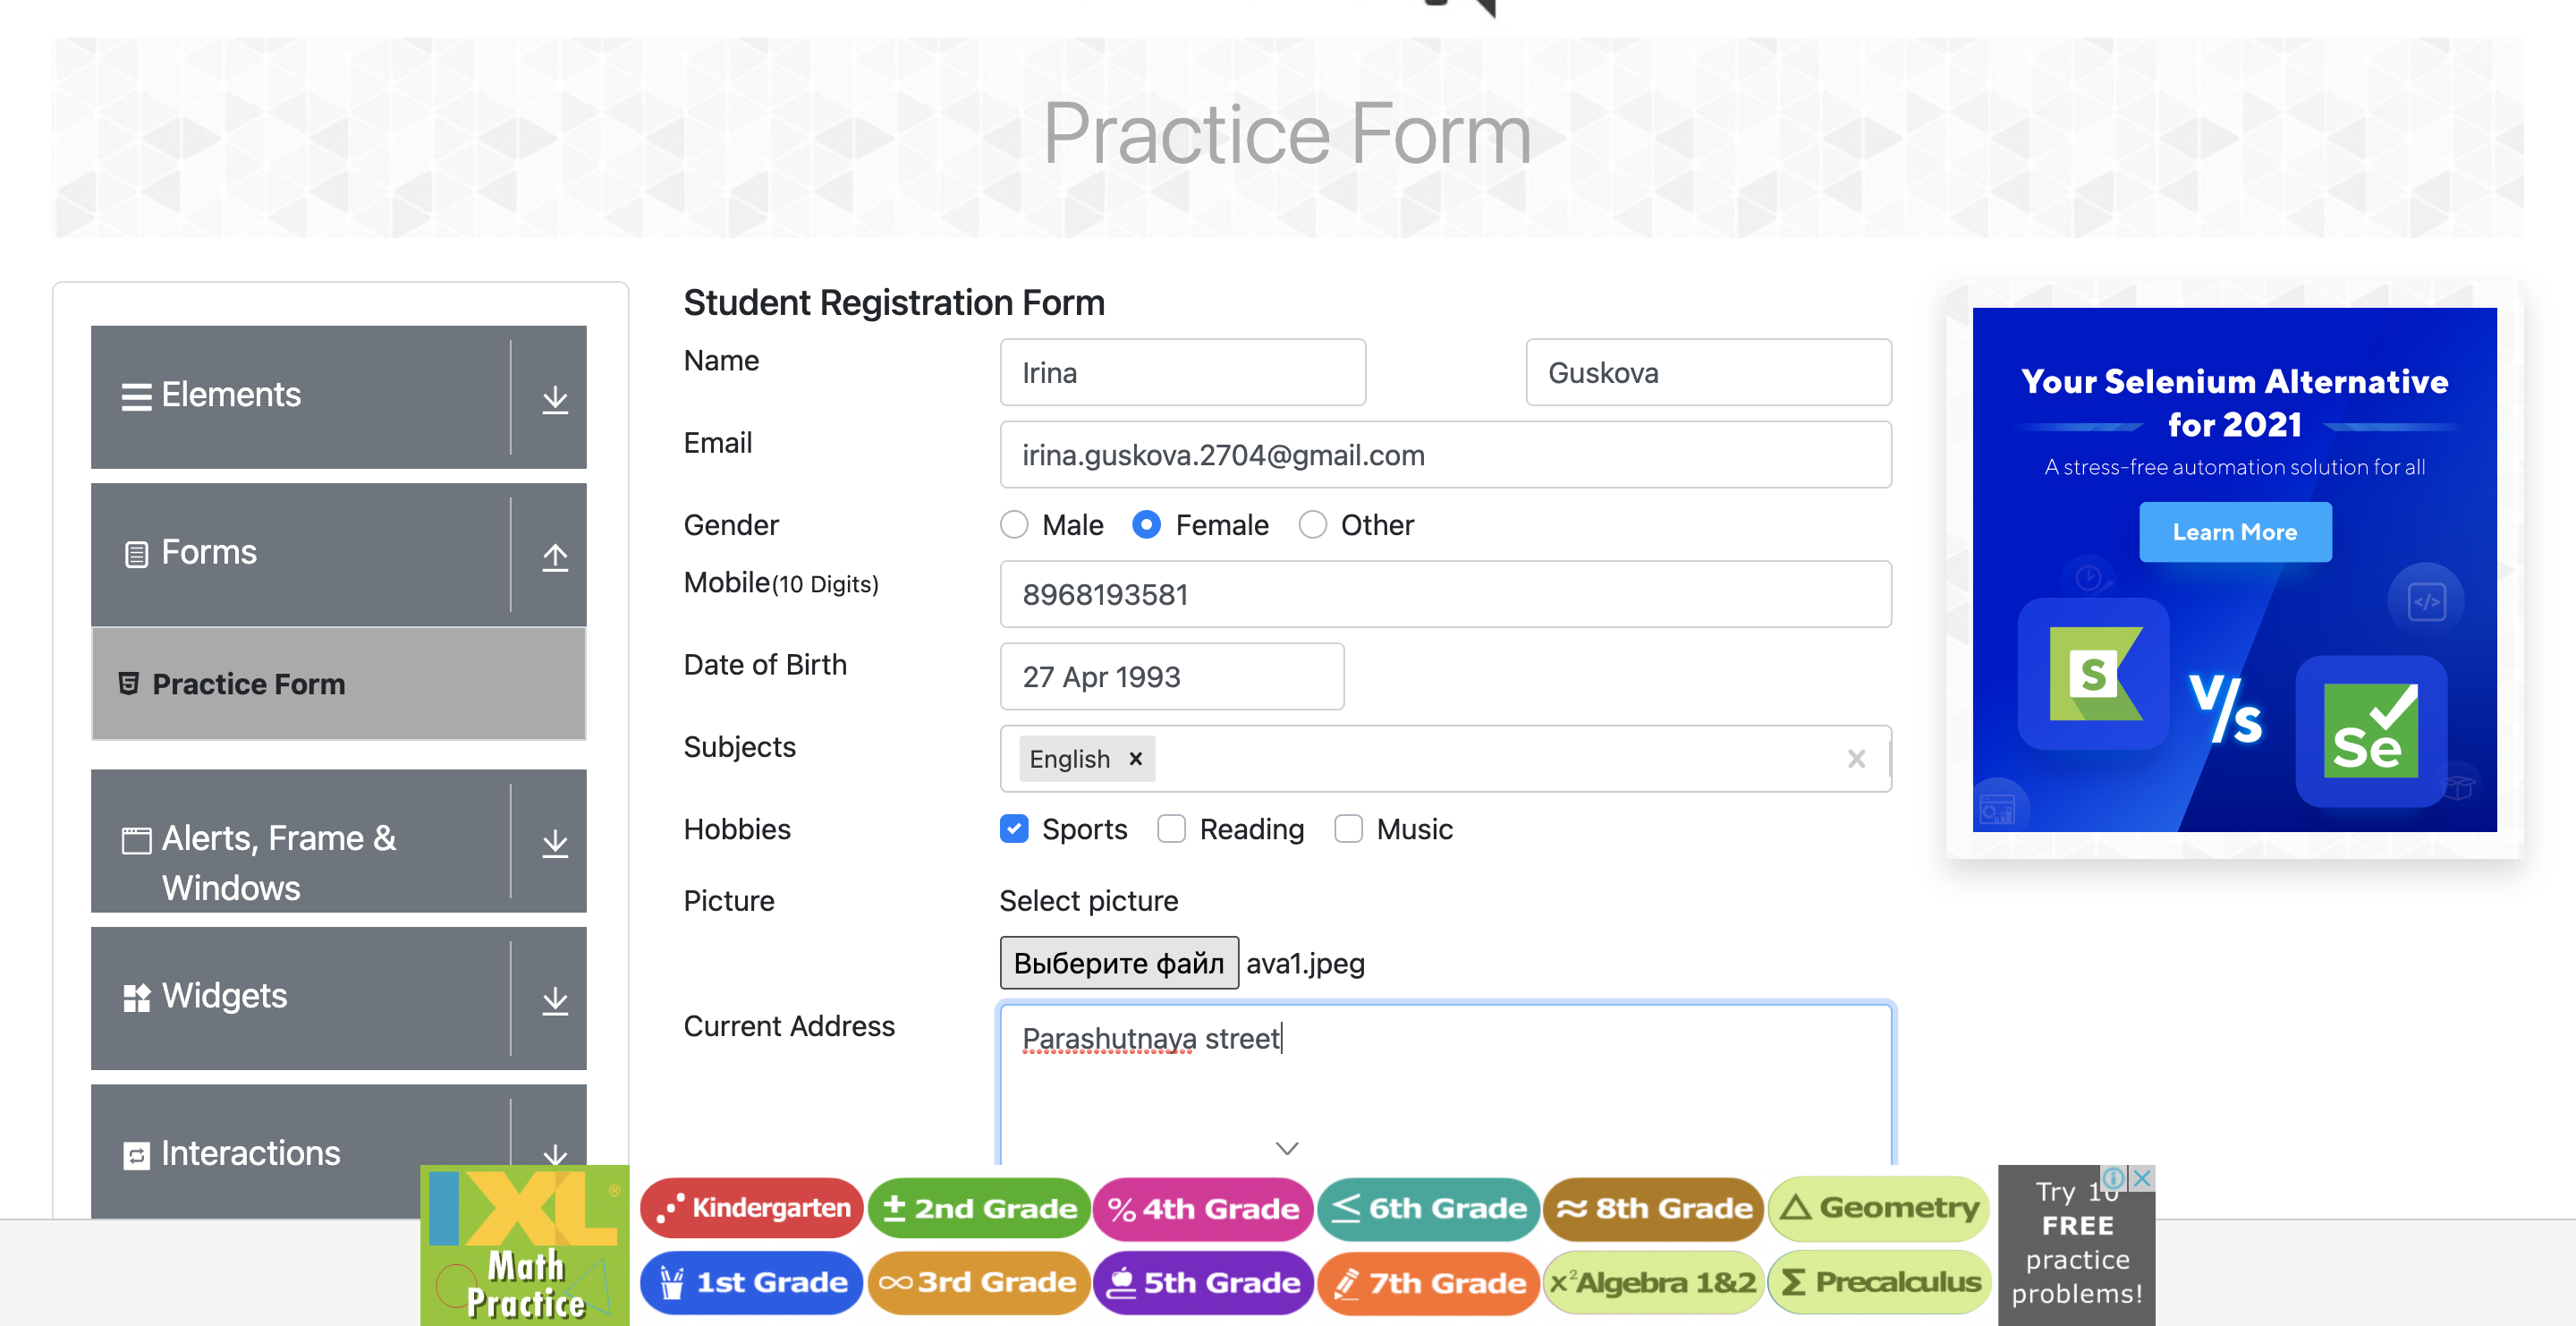 Practice Form
Elements
Forms
Practice Form
Alerts, Frame &
Windows
Widgets
Interactions
Student Registration Form
Name
Irina
Guskova
Email
irina.guskova.2704@gmail.com
Gender
Male
Female
Other
Mobile(10 Digits)
8968193581
Date of Birth
27 Apr 1993
Subjects
English ×
Hobbies
Sports
Reading
Music
Picture
Select picture
Выберите файл ava1.jpeg
Current Address
Parashutnaya street
Your Selenium Alternative
for 2021
A stress-free automation solution for all
Learn More
</>
S
V/s
Se
IXL®
Math
Practice
Kindergarten
± 2nd Grade
% 4th Grade
≤ 6th Grade
≈ 8th Grade
△ Geometry
1st Grade
∞ 3rd Grade
5th Grade
7th Grade
x² Algebra 1&2
Σ Precalculus
Try 10
FREE
practice
problems!